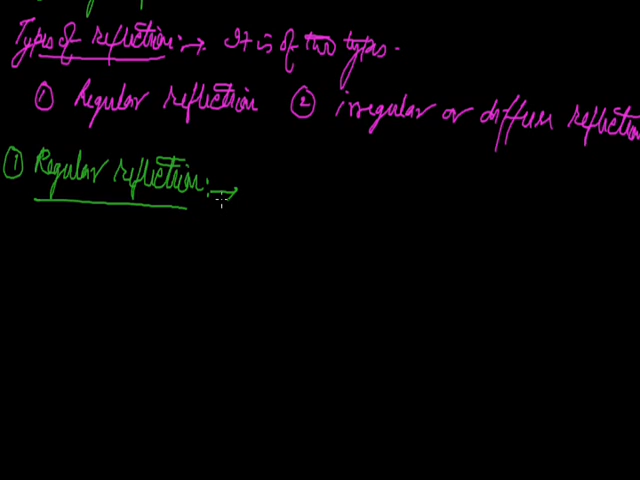 Types of reflection :→ It is of two types.
① Regular reflection ② irregular or diffuse reflection
① Regular reflection :→